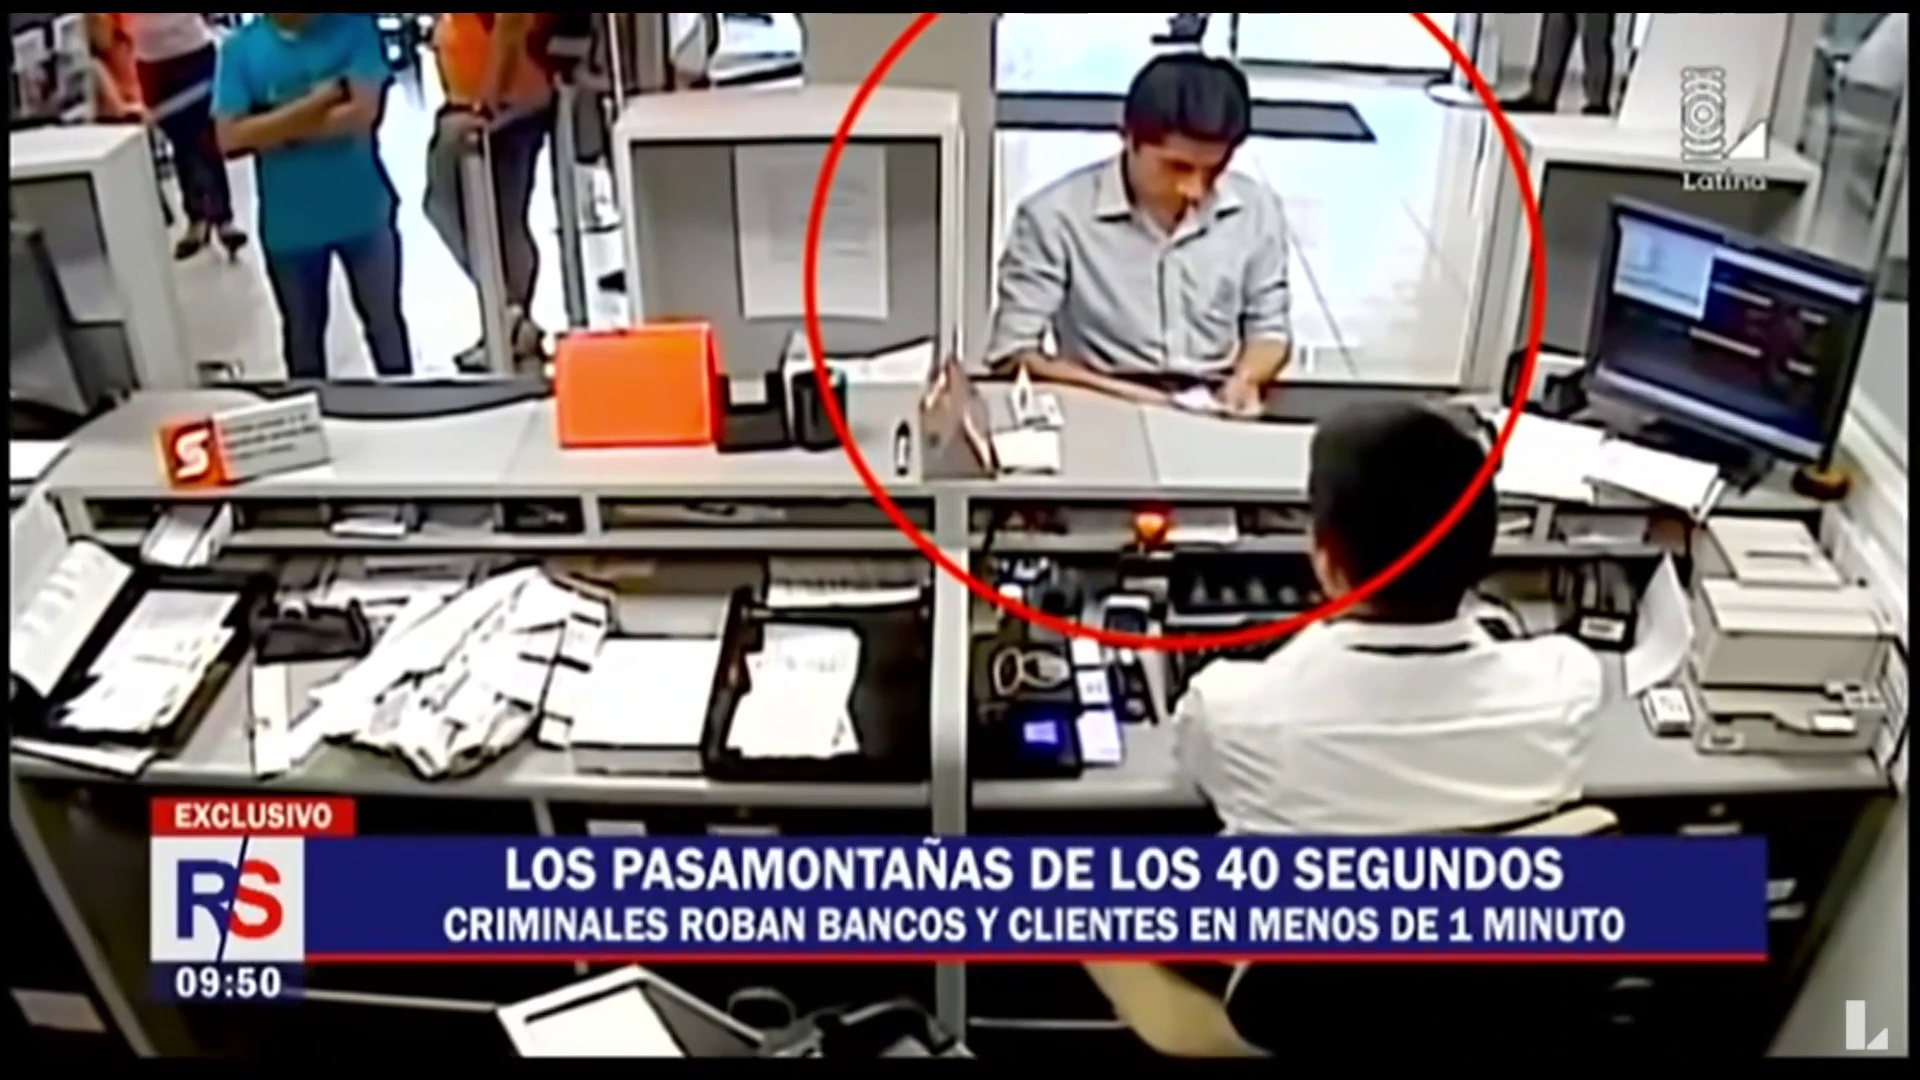 Latina
EXCLUSIVO
RS
LOS PASAMONTAÑAS DE LOS 40 SEGUNDOS
CRIMINALES ROBAN BANCOS Y CLIENTES EN MENOS DE 1 MINUTO
09:50